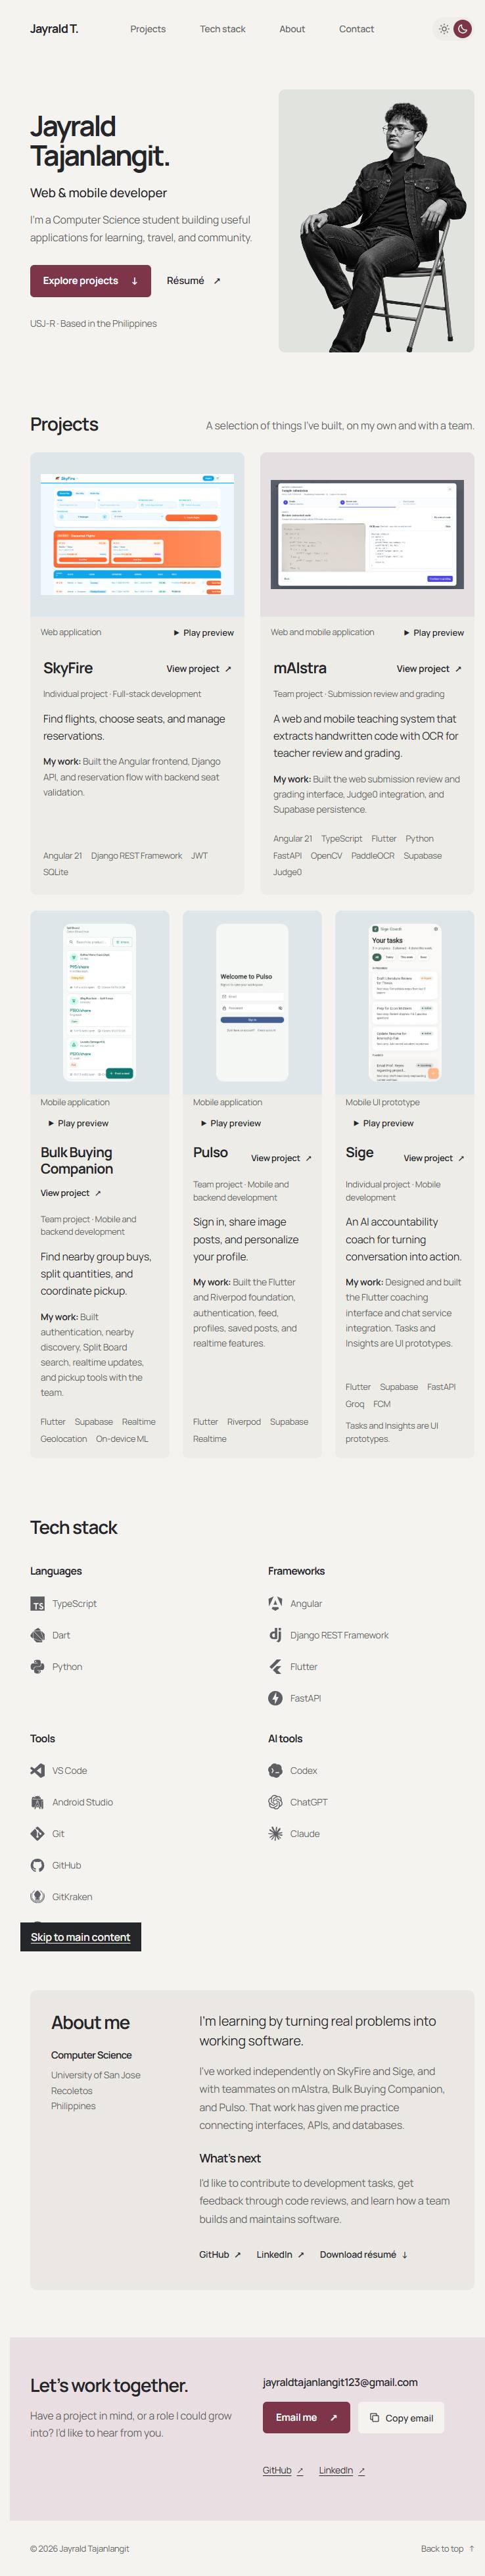 Jayrald T.
Projects
Tech stack
About
Contact
Jayrald
Tajanlangit.
Web & mobile developer
I'm a Computer Science student building useful
applications for learning, travel, and community.
Explore projects ↓
Résumé ↗
USJ-R · Based in the Philippines
Projects
A selection of things I've built, on my own and with a team.
SkyFire
Web application
▶ Play preview
SkyFire
View project ↗
Individual project · Full-stack development
Find flights, choose seats, and manage
reservations.
My work: Built the Angular frontend, Django
API, and reservation flow with backend seat
validation.
Angular 21 Django REST Framework JWT
SQLite
Web and mobile application
▶ Play preview
mAIstra
View project ↗
Team project · Submission review and grading
A web and mobile teaching system that
extracts handwritten code with OCR for
teacher review and grading.
My work: Built the web submission review and
grading interface, Judge0 integration, and
Supabase persistence.
Angular 21 TypeScript Flutter Python
FastAPI OpenCV PaddleOCR Supabase
Judge0
Mobile application
▶ Play preview
Bulk Buying
Companion
View project ↗
Team project · Mobile and
backend development
Find nearby group buys,
split quantities, and
coordinate pickup.
My work: Built
authentication, nearby
discovery, Split Board
search, realtime updates,
and pickup tools with the
team.
Flutter Supabase Realtime
Geolocation On-device ML
Welcome to Pulso
Mobile application
▶ Play preview
Pulso
View project ↗
Team project · Mobile and
backend development
Sign in, share image
posts, and personalize
your profile.
My work: Built the Flutter
and Riverpod foundation,
authentication, feed,
profiles, saved posts, and
realtime features.
Flutter Riverpod Supabase
Realtime
Sige Coach
Your tasks
Mobile UI prototype
▶ Play preview
Sige
View project ↗
Individual project · Mobile
development
An AI accountability
coach for turning
conversation into action.
My work: Designed and built
the Flutter coaching
interface and chat service
integration. Tasks and
Insights are UI prototypes.
Flutter Supabase FastAPI
Groq FCM
Tasks and Insights are UI
prototypes.
Tech stack
Languages
TypeScript
Dart
Python
Frameworks
Angular
Django REST Framework
Flutter
FastAPI
Tools
VS Code
Android Studio
Git
GitHub
GitKraken
AI tools
Codex
ChatGPT
Claude
Skip to main content
About me
Computer Science
University of San Jose
Recoletos
Philippines
I'm learning by turning real problems into
working software.
I've worked independently on SkyFire and Sige, and
with teammates on mAIstra, Bulk Buying Companion,
and Pulso. That work has given me practice
connecting interfaces, APIs, and databases.
What's next
I'd like to contribute to development tasks, get
feedback through code reviews, and learn how a team
builds and maintains software.
GitHub ↗
LinkedIn ↗
Download résumé ↓
Let's work together.
Have a project in mind, or a role I could grow
into? I'd like to hear from you.
jayraldtajanlangit123@gmail.com
Email me ↗
Copy email
GitHub ↗
LinkedIn ↗
© 2026 Jayrald Tajanlangit
Back to top ↑